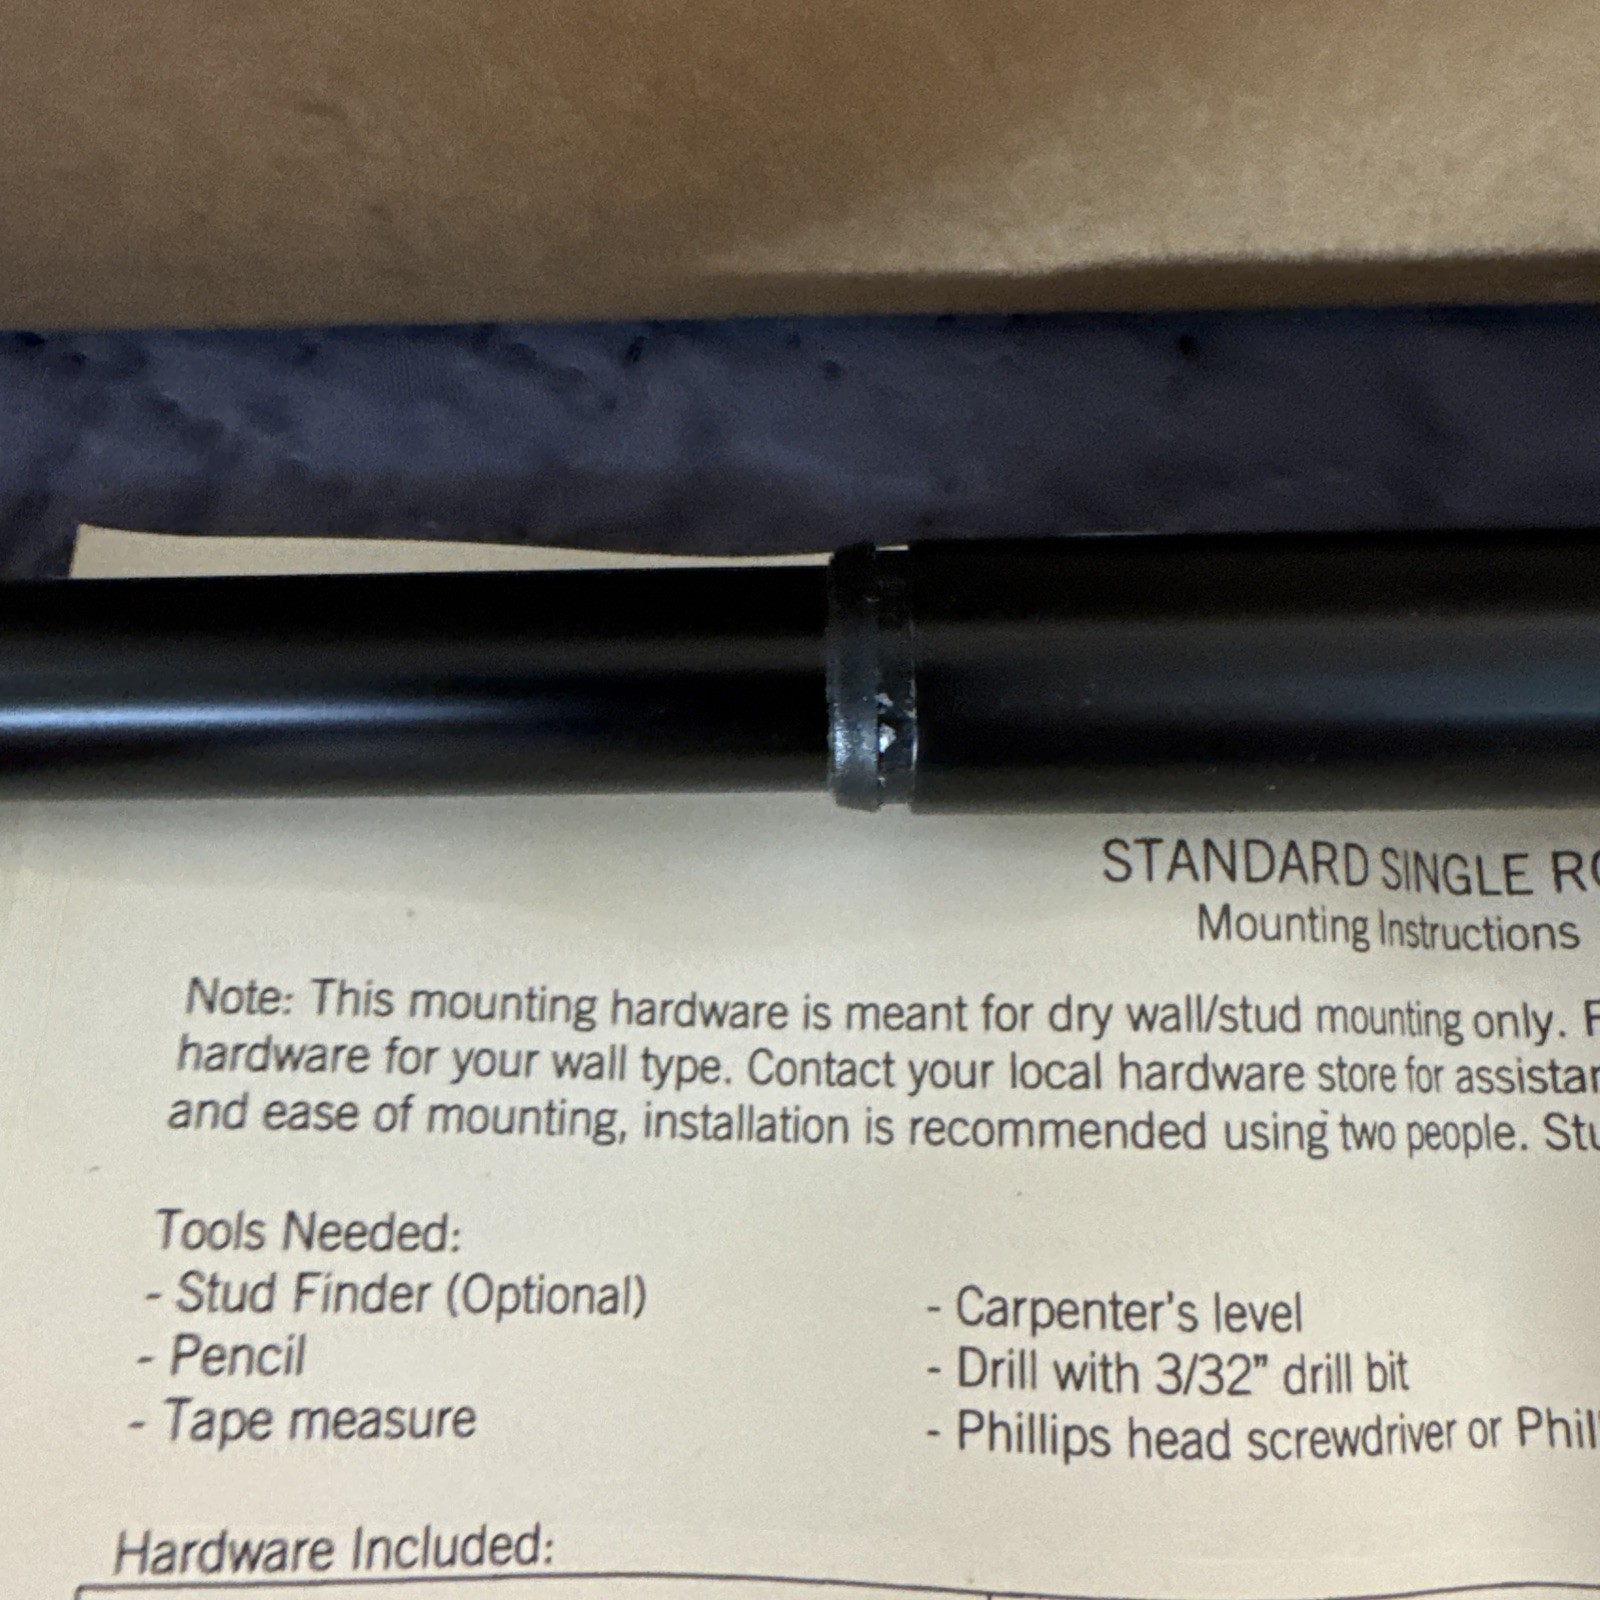 STANDARD SINGLE
Mounting Instructions
Note: This mounting hardware is meant for dry wall/stud mounting only.
hardware for your wall type. Contact your local hardware store for
and ease of mounting, installation is recommended using two people.
Tools Needed:
- Stud Finder (Optional)
- Pencil
- Tape measure
- Carpenter's level
- Drill with 3/32” drill bit
- Phillips head screwdriver or
Hardware Included: